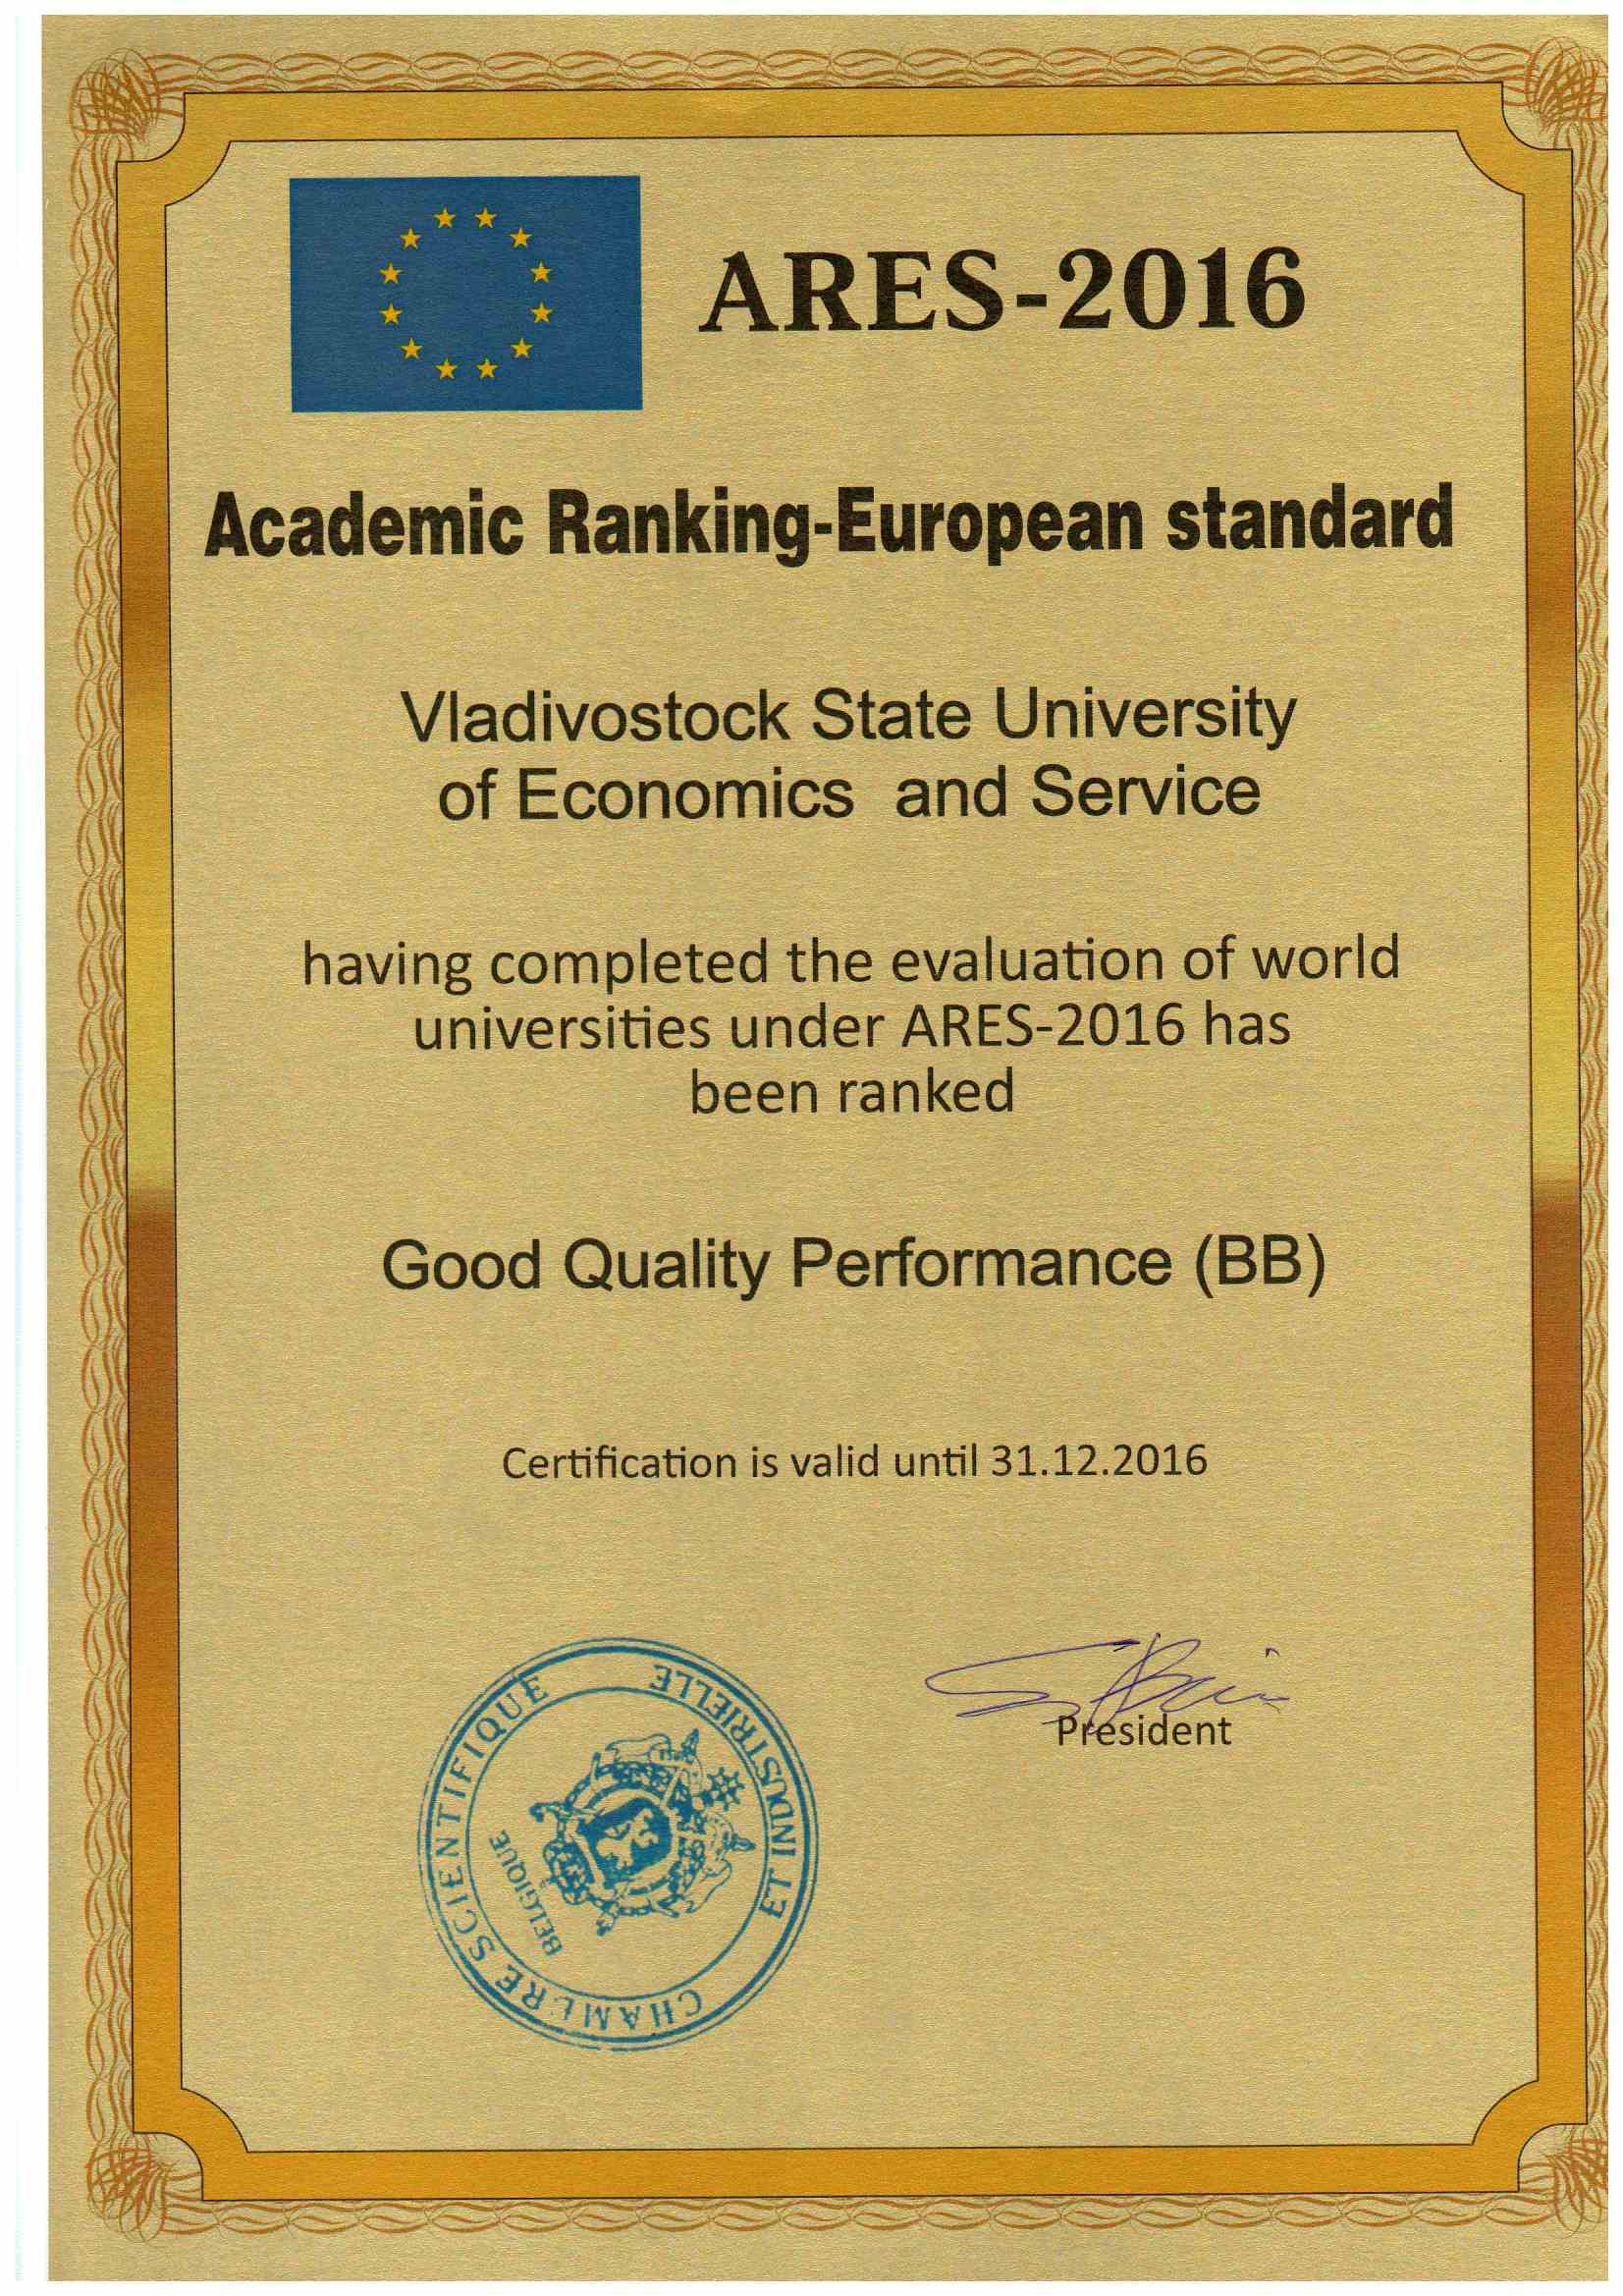 ARES-2016
Academic Ranking-European standard
Vladivostock State University
of Economics and Service
having completed the evaluation of world
universities under ARES-2016 has
been ranked
Good Quality Performance (BB)
Certification is valid until 31.12.2016
President
CHAMBRE SCIENTIFIQUE
ET INDUSTRIELLE
BELGIQUE